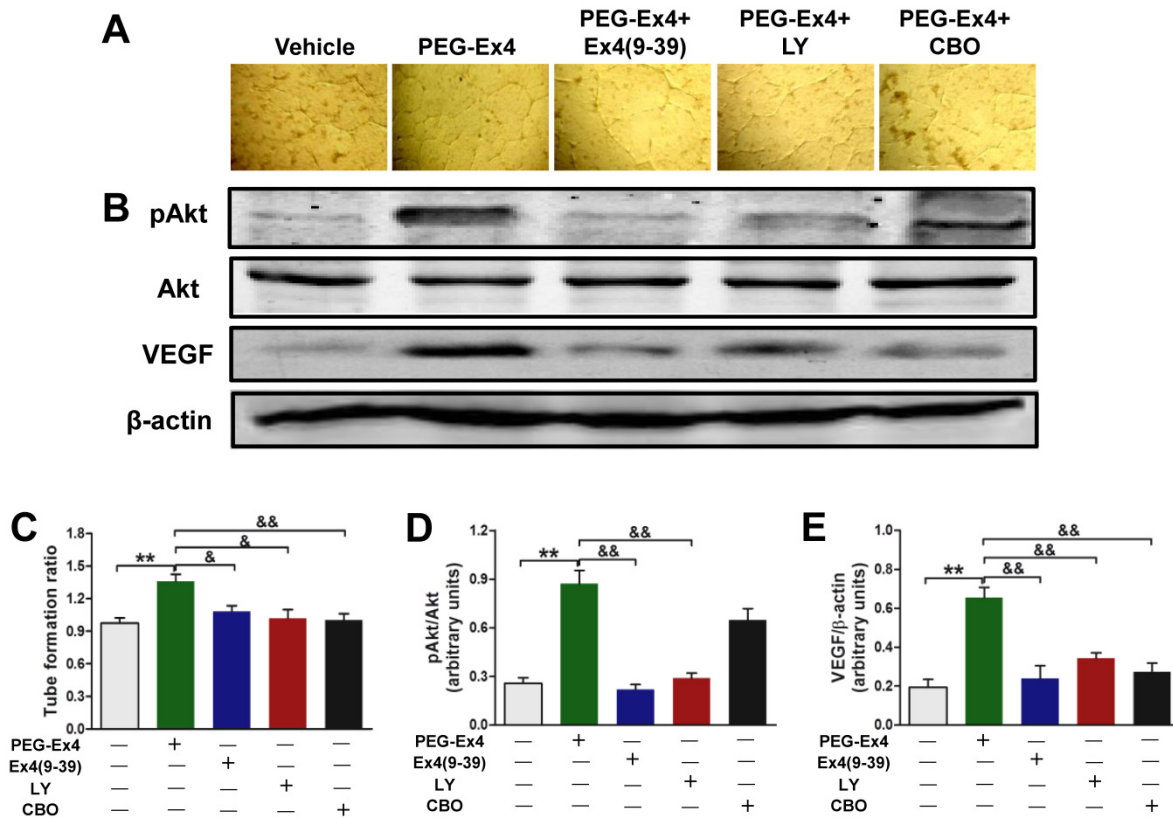 A
Vehicle
PEG-Ex4
PEG-Ex4+
Ex4(9-39)
PEG-Ex4+
LY
PEG-Ex4+
CBO
B
pAkt
Akt
VEGF
β-actin
C
Tube formation ratio
1.8
1.5
1.2
0.9
0.6
0.3
0.0
**
&
&
&&
PEG-Ex4 — + — — —
Ex4(9-39) — — + — —
LY — — — + —
CBO — — — — +
D
pAkt/Akt
(arbitrary units)
1.2
0.9
0.6
0.3
0.0
**
&&
&&
PEG-Ex4 — + — — —
Ex4(9-39) — — + — —
LY — — — + —
CBO — — — — +
E
VEGF/β-actin
(arbitrary units)
1.0
0.8
0.6
0.4
0.2
0.0
**
&&
&&
&&
PEG-Ex4 — + — — —
Ex4(9-39) — — + — —
LY — — — + —
CBO — — — — +